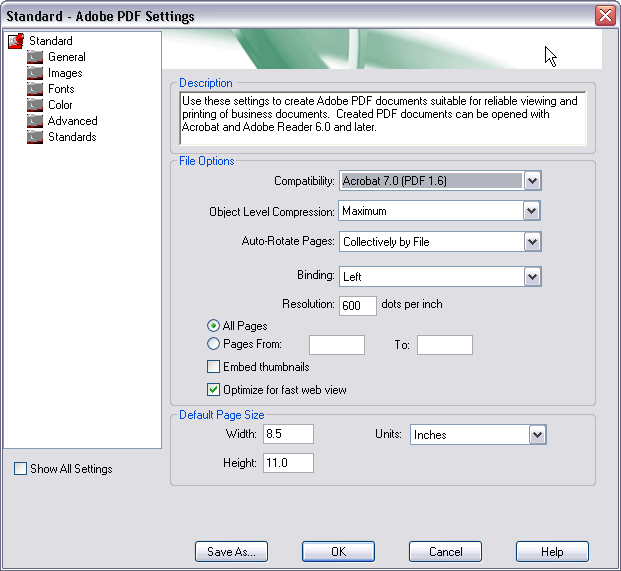 Standard - Adobe PDF Settings
Standard
General
Images
Fonts
Color
Advanced
Standards
Show All Settings
Description
Use these settings to create Adobe PDF documents suitable for reliable viewing and
printing of business documents.  Created PDF documents can be opened with
Acrobat and Adobe Reader 6.0 and later.
File Options
Compatibility: Acrobat 7.0 (PDF 1.6)
Object Level Compression: Maximum
Auto-Rotate Pages: Collectively by File
Binding: Left
Resolution: 600 dots per inch
All Pages
Pages From: To:
Embed thumbnails
Optimize for fast web view
Default Page Size
Width: 8.5 Units: Inches
Height: 11.0
Save As... OK Cancel Help